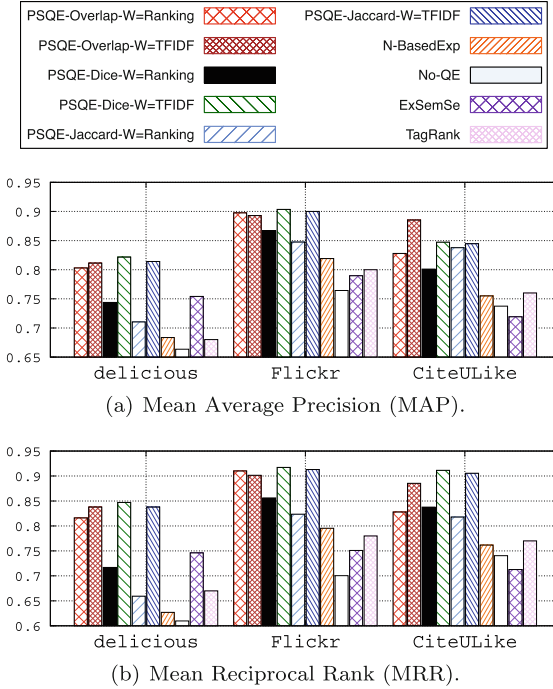 PSQE-Overlap-W=Ranking
PSQE-Overlap-W=TFIDF
PSQE-Dice-W=Ranking
PSQE-Dice-W=TFIDF
PSQE-Jaccard-W=Ranking
PSQE-Jaccard-W=TFIDF
N-BasedExp
No-QE
ExSemSe
TagRank
0.95
0.9
0.85
0.8
0.75
0.7
0.65
delicious Flickr CiteULike
(a) Mean Average Precision (MAP).
0.95
0.9
0.85
0.8
0.75
0.7
0.65
0.6
delicious Flickr CiteULike
(b) Mean Reciprocal Rank (MRR).